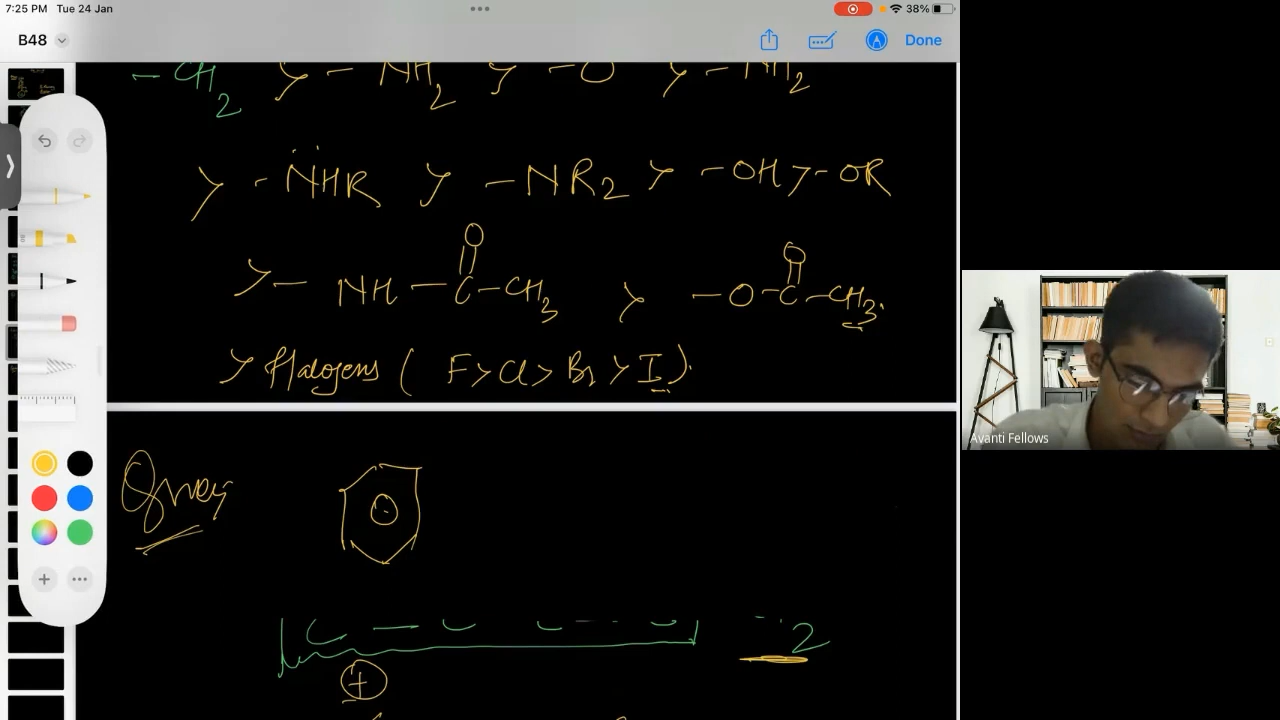 7:25 PM Tue 24 Jan
38%
B48
Done
-CH2 > -NH2 > -O > -NH2
> -N̈HR > -NR2 > -OH > -OR
> - NH - C(=O) - CH3 > - O - C(=O) - CH3.
> Halogens ( F > Cl > Br > I ).
Ques
2
+
Avanti Fellows